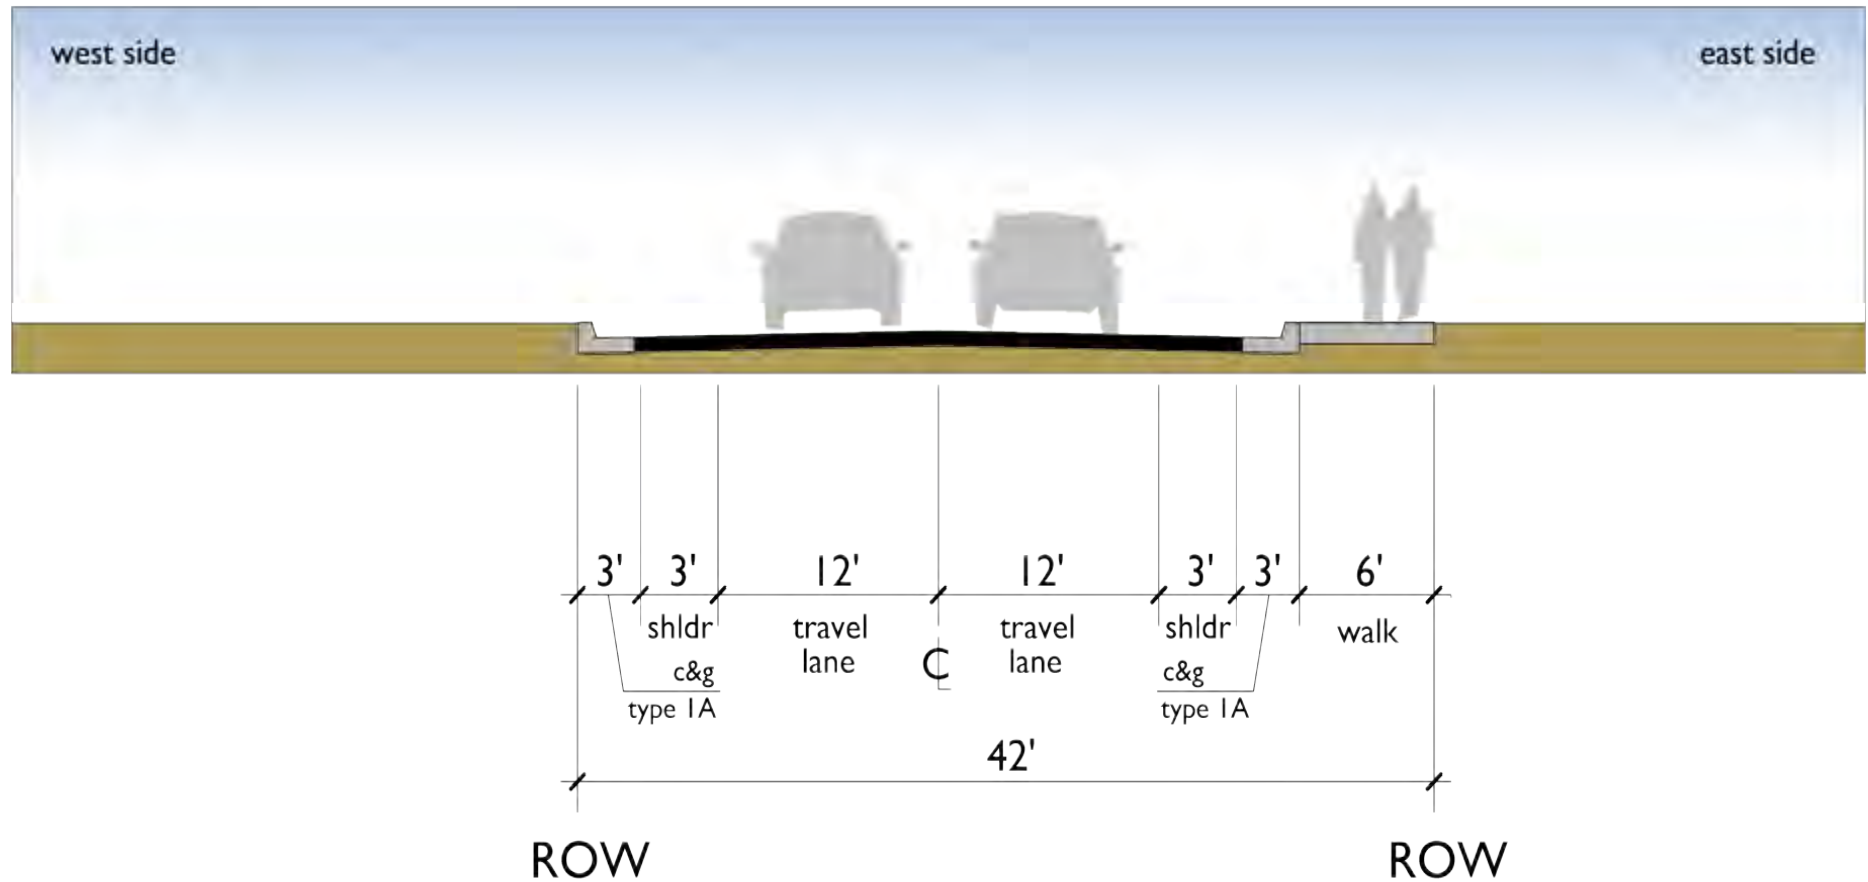 west side
east side
3' 3' 12' 12' 3' 3' 6'
shldr travel lane travel lane shldr walk
c&g type 1A
C
L
c&g type 1A
42'
ROW ROW